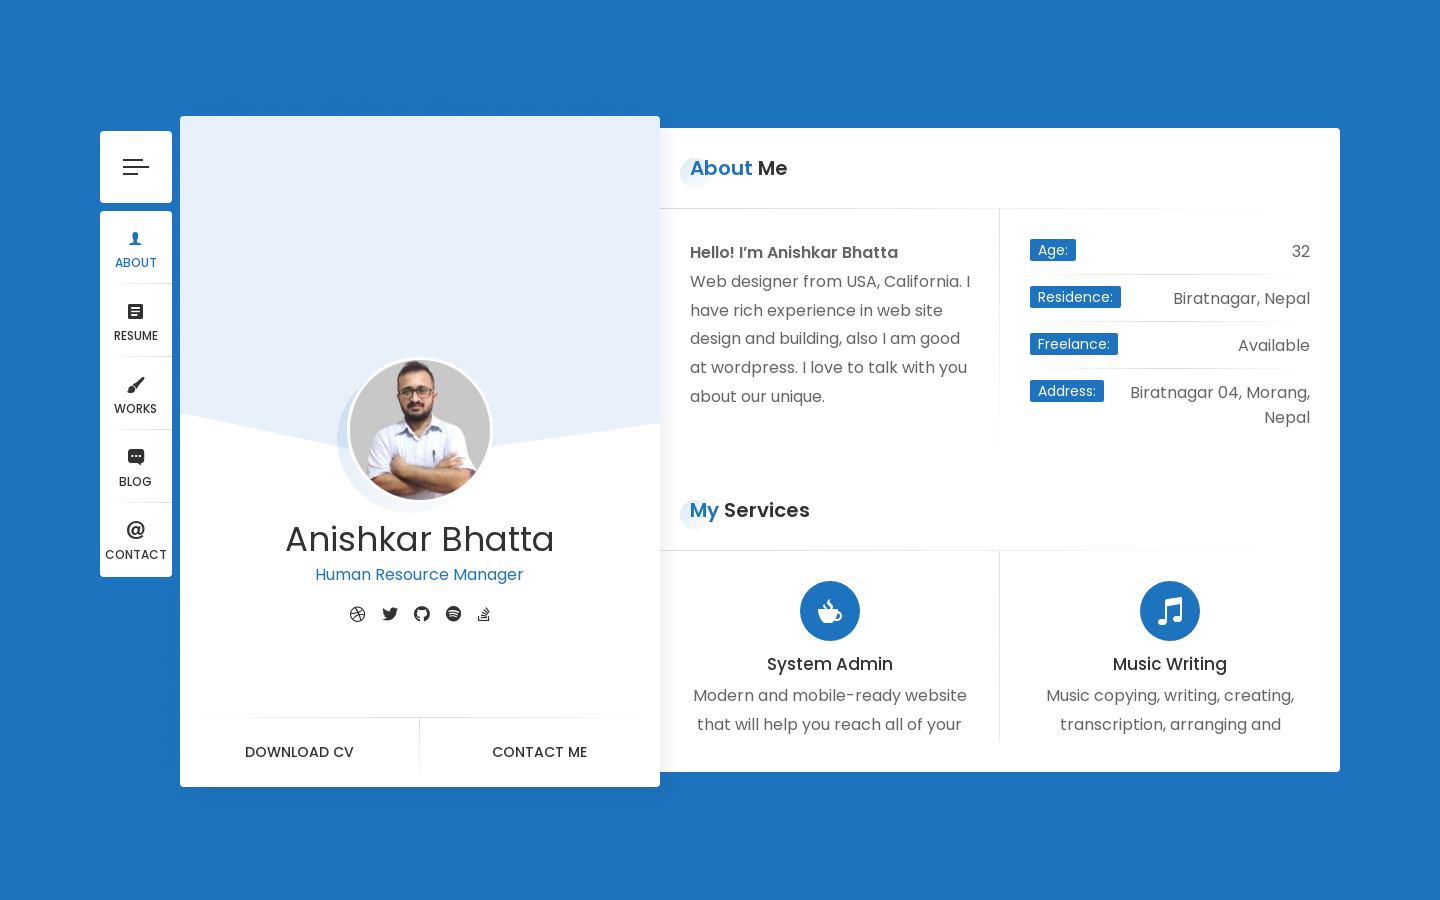 ABOUT
RESUME
WORKS
BLOG
CONTACT
Anishkar Bhatta
Human Resource Manager
DOWNLOAD CV
CONTACT ME
About Me
Hello! I’m Anishkar Bhatta
Web designer from USA, California. I
have rich experience in web site
design and building, also I am good
at wordpress. I love to talk with you
about our unique.
Age: 32
Residence: Biratnagar, Nepal
Freelance: Available
Address: Biratnagar 04, Morang,
Nepal
My Services
System Admin
Modern and mobile-ready website
that will help you reach all of your
Music Writing
Music copying, writing, creating,
transcription, arranging and